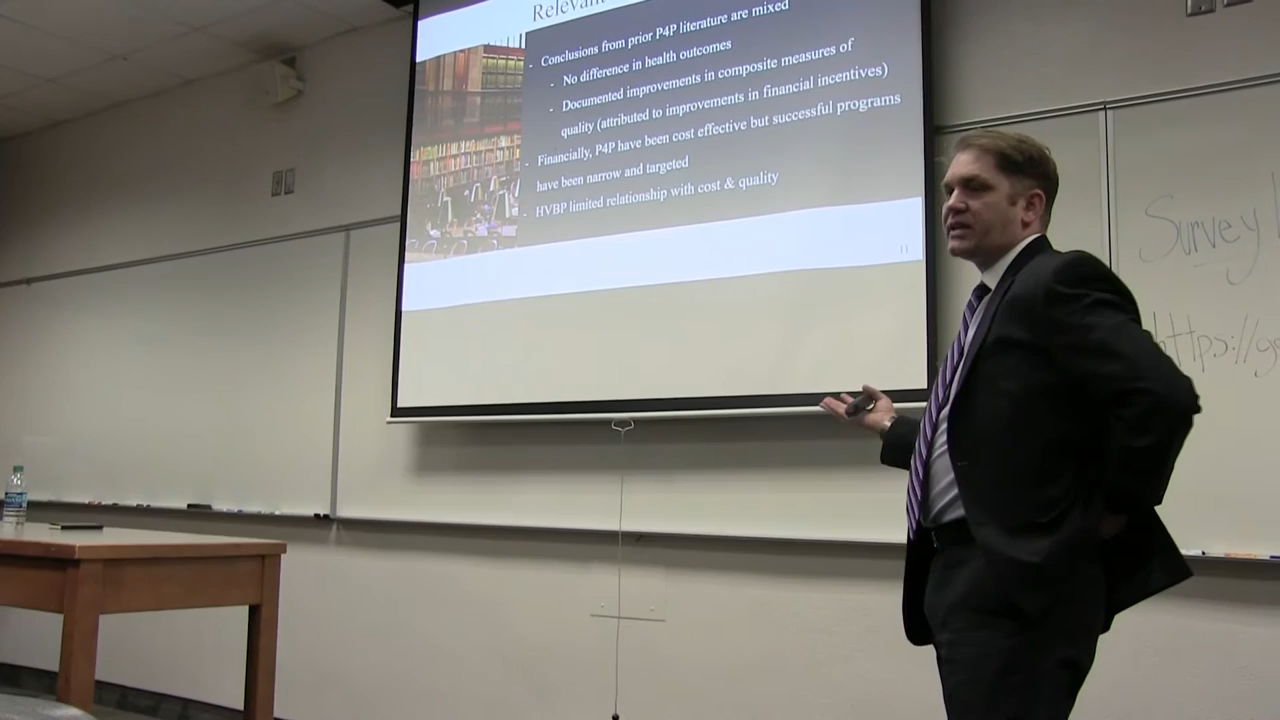 Relevan
- Conclusions from prior P4P literature are mixed
- No difference in health outcomes
- Documented improvements in composite measures of
quality (attributed to improvements in financial incentives)
- Financially, P4P have been cost effective but successful programs
have been narrow and targeted
- HVBP limited relationship with cost & quality
11
Survey
https://g